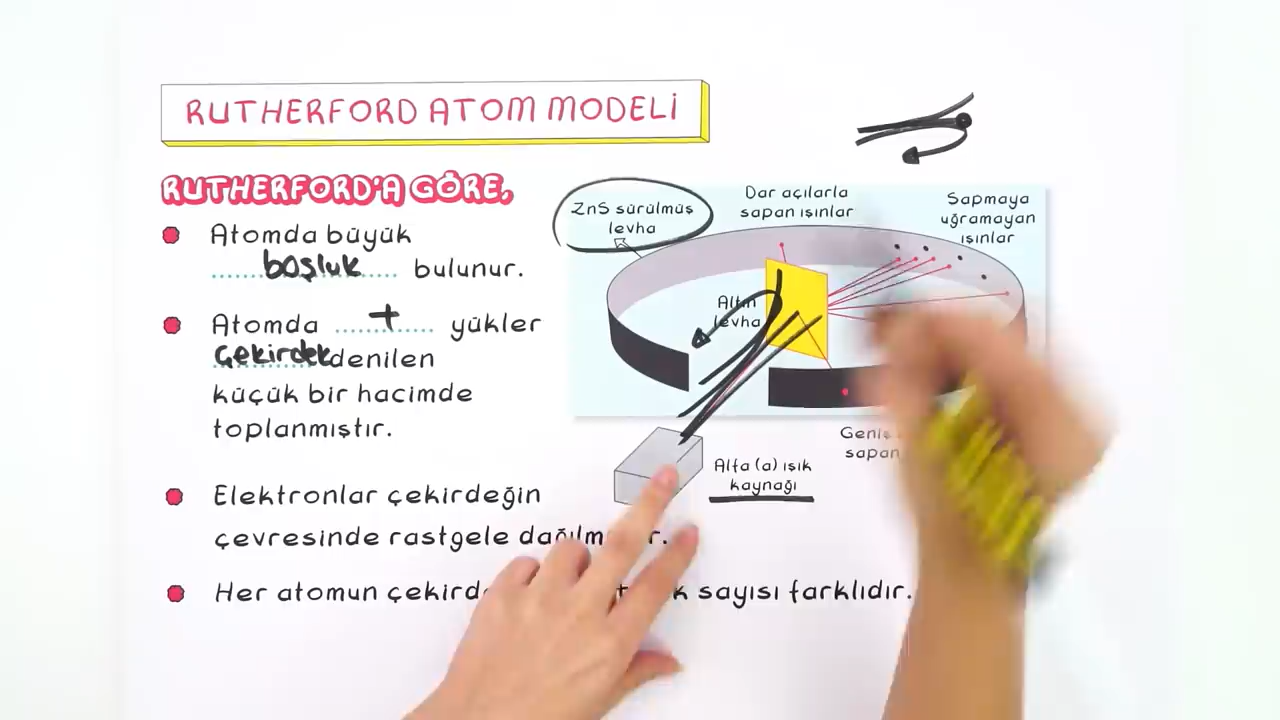 RUTHERFORD ATOM MODELİ
RUTHERFORD'A GÖRE,
Atomda büyük
boşluk bulunur.
Atomda + yükler
çekirdek denilen
küçük bir hacimde
toplanmıştır.
Elektronlar çekirdeğin
çevresinde rastgele
Her atomun sayısı farklıdır.
ZnS sürülmüş
levha
Dar açılarla
sapan ışınlar
Sapmaya
uğramayan
ışınlar
Altın
levha
Alfa (a) ışık
kaynağı